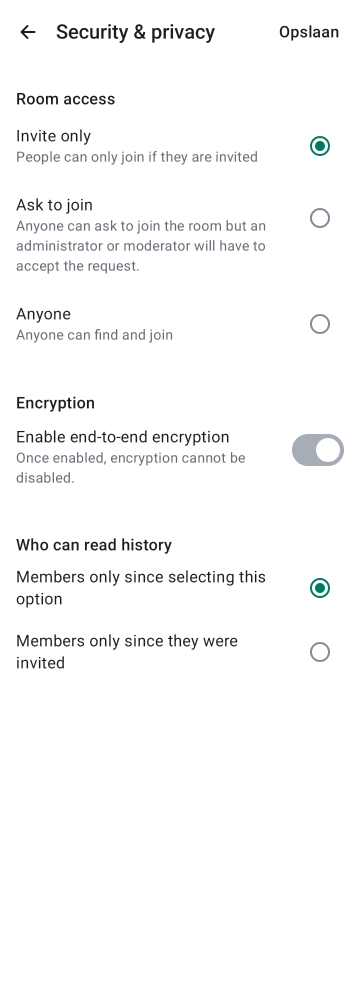 Security & privacy
Opslaan
Room access
Invite only
People can only join if they are invited
Ask to join
Anyone can ask to join the room but an
administrator or moderator will have to
accept the request.
Anyone
Anyone can find and join
Encryption
Enable end-to-end encryption
Once enabled, encryption cannot be
disabled.
Who can read history
Members only since selecting this
option
Members only since they were
invited